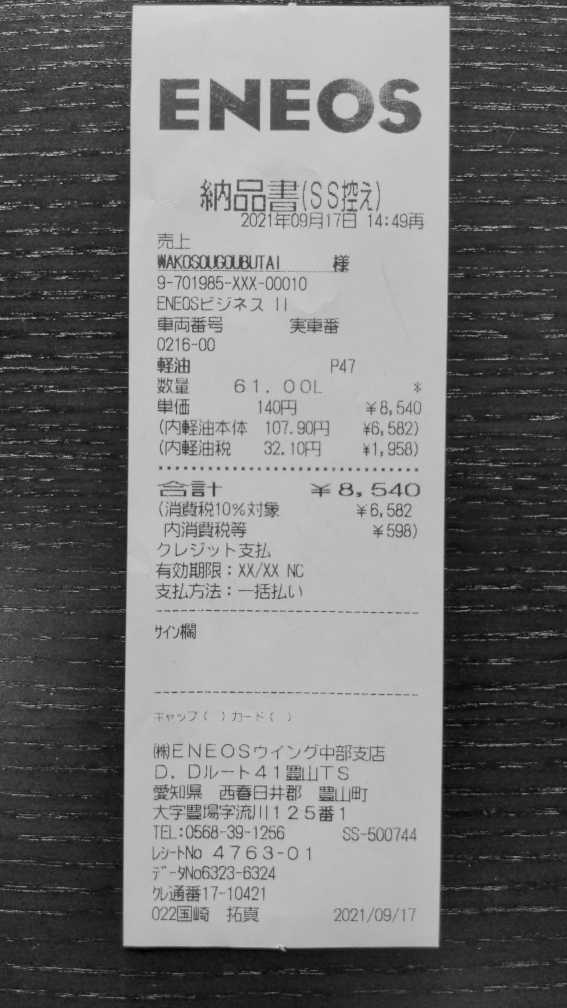 ENEOS
納品書(SS控え)
2021年09月17日 14:49再
売上
WAKOSOUGOUBUTAI 様
9-701985-XXX-00010
ENEOSビジネス II
車両番号 実車番
0216-00
軽油 P47
数量 61.00L *
単価 140円 ¥8,540
(内軽油本体 107.90円 ¥6,582)
(内軽油税 32.10円 ¥1,958)
合計 ¥8,540
(消費税10%対象 ¥6,582
内消費税等 ¥598)
クレジット支払
有効期限:XX/XX NC
支払方法:一括払い
サイン欄
キャップ( ) カード( )
㈱ENEOSウイング中部支店
D.Dルート41豊山TS
愛知県 西春日井郡 豊山町
大字豊場字流川125番1
TEL:0568-39-1256 SS-500744
レシートNo 4763-01
データNo6323-6324
クレ通番17-10421
022国崎 拓真 2021/09/17